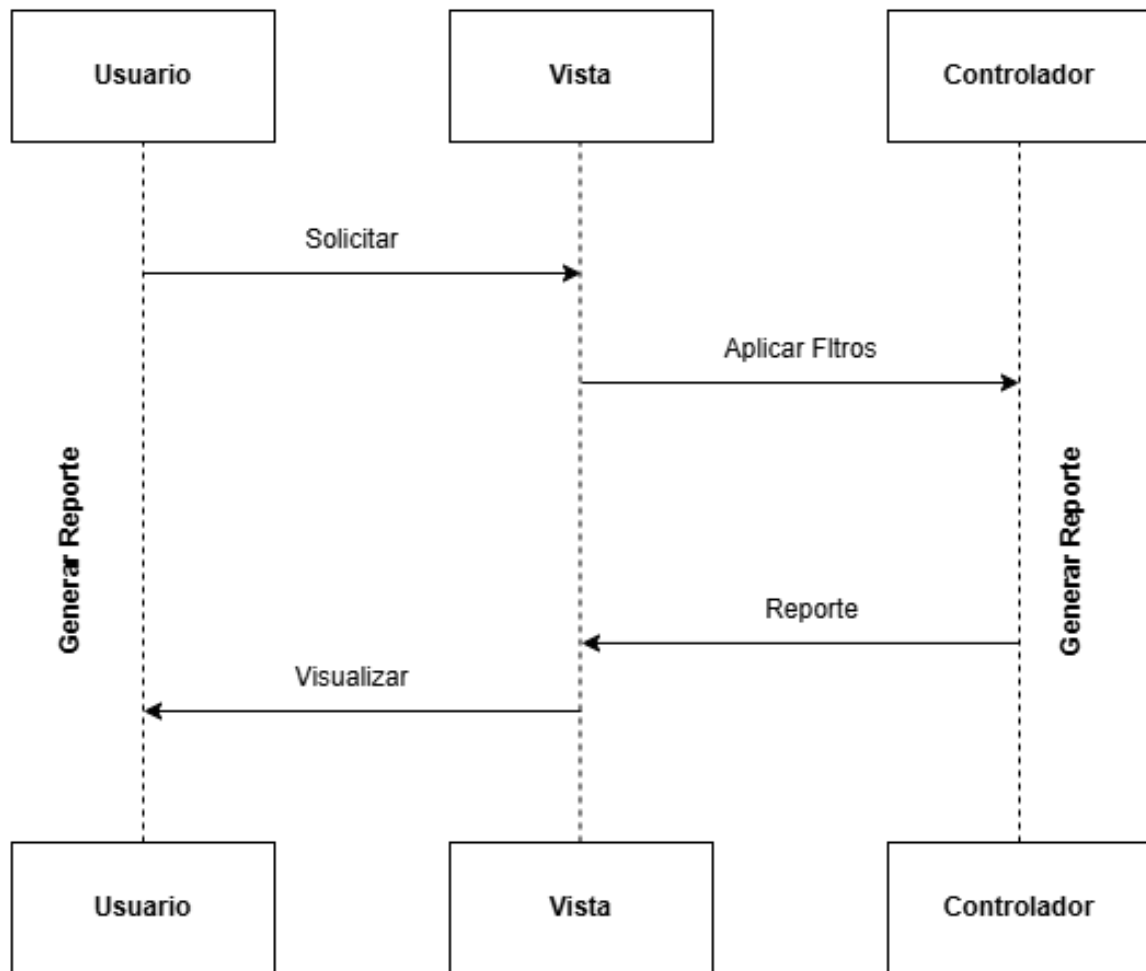 Usuario
Vista
Controlador
Solicitar
Aplicar Fltros
Generar Reporte
Generar Reporte
Reporte
Visualizar
Usuario
Vista
Controlador